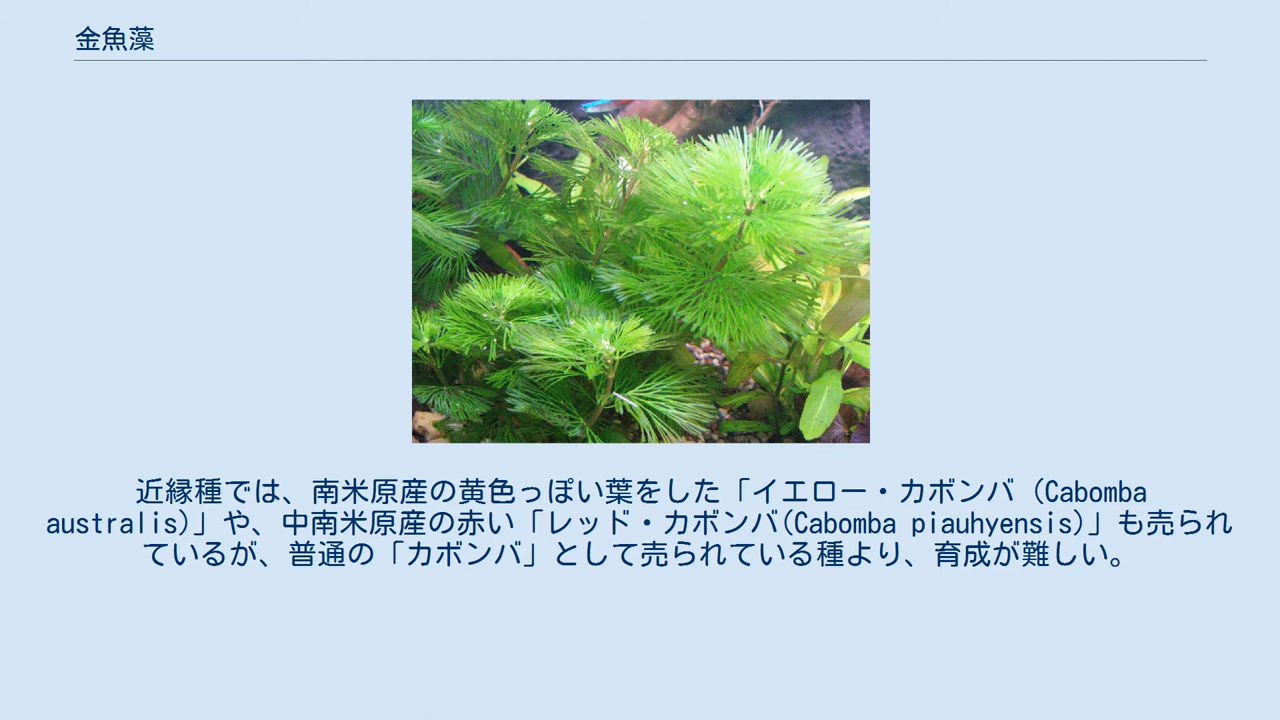 金魚藻
近縁種では、南米原産の黄色っぽい葉をした「イエロー・カボンバ (Cabomba
australis)」や、中南米原産の赤い「レッド・カボンバ(Cabomba piauhyensis)」も売られ
ているが、普通の「カボンバ」として売られている種より、育成が難しい。